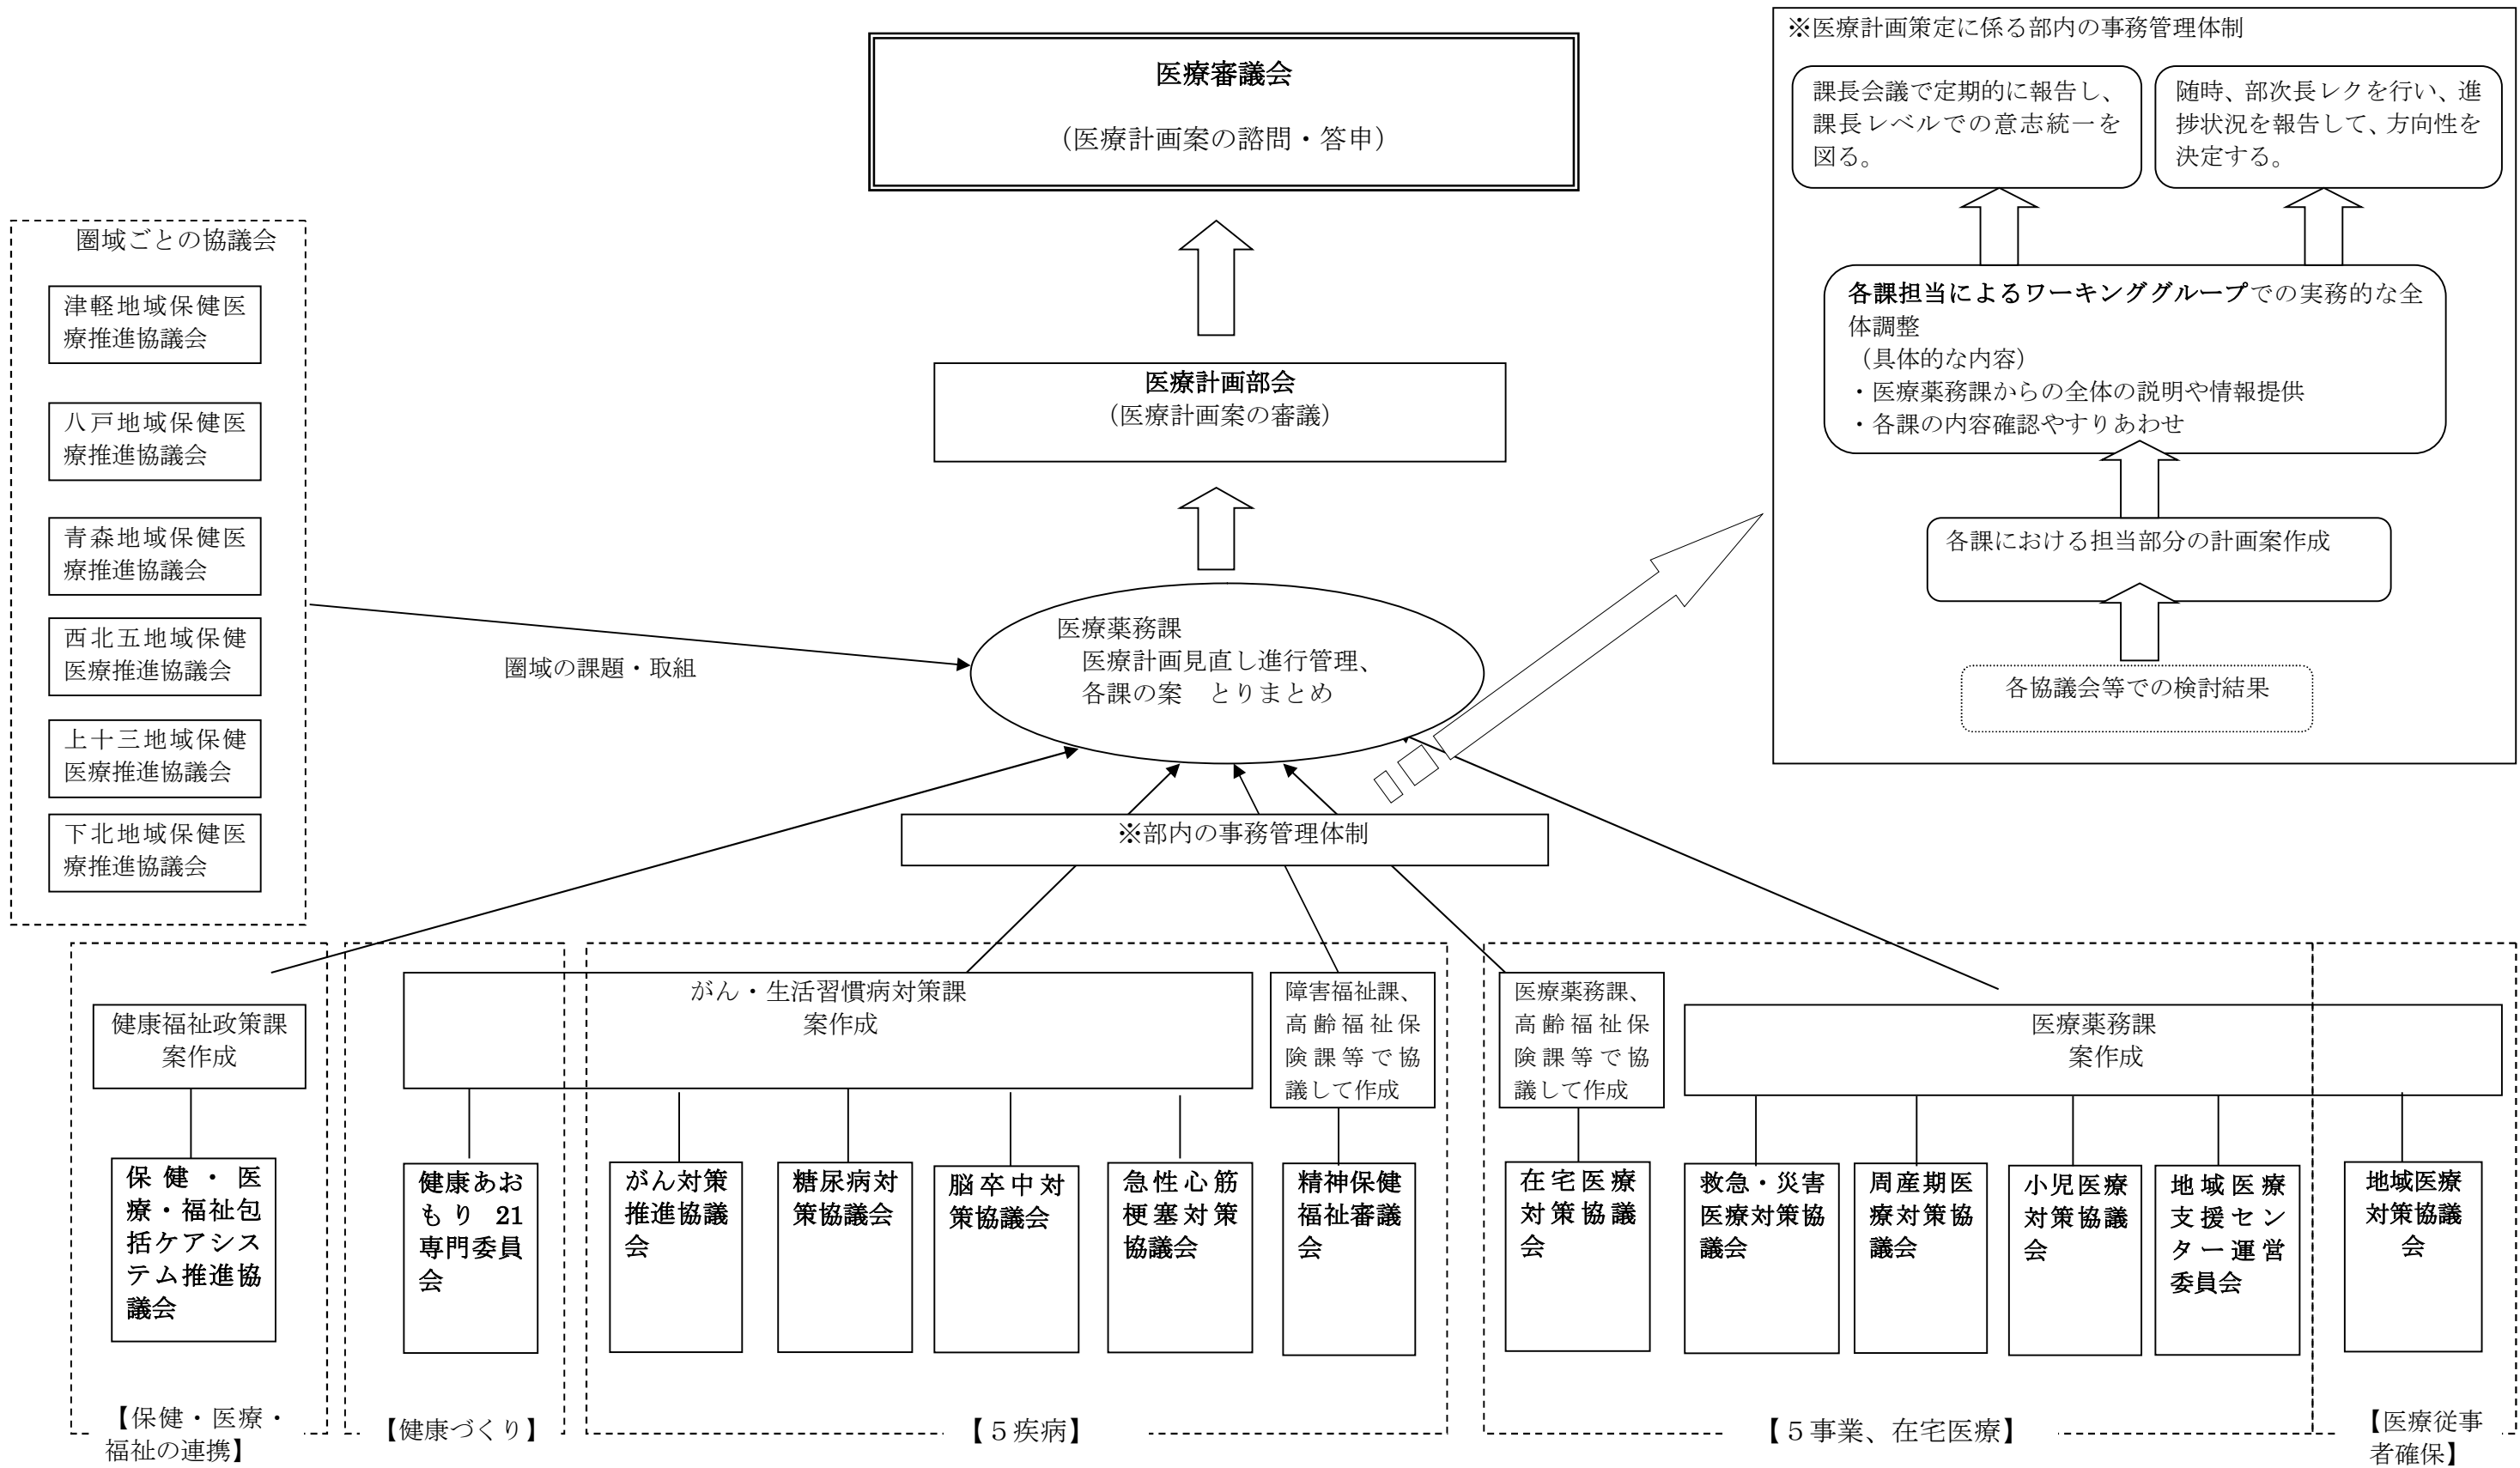 医療審議会
（医療計画案の諮問・答申）
※医療計画策定に係る部内の事務管理体制
課長会議で定期的に報告し、
課長レベルでの意志統一を
図る。
随時、部次長レクを行い、進
捗状況を報告して、方向性を
決定する。
各課担当によるワーキンググループでの実務的な全
体調整
（具体的な内容）
・医療薬務課からの全体の説明や情報提供
・各課の内容確認やすりあわせ
各課における担当部分の計画案作成
各協議会等での検討結果
圏域ごとの協議会
津軽地域保健医
療推進協議会
八戸地域保健医
療推進協議会
青森地域保健医
療推進協議会
西北五地域保健
医療推進協議会
上十三地域保健
医療推進協議会
下北地域保健医
療推進協議会
医療計画部会
（医療計画案の審議）
圏域の課題・取組
医療薬務課
医療計画見直し進行管理、
各課の案　とりまとめ
※部内の事務管理体制
健康福祉政策課
案作成
がん・生活習慣病対策課
案作成
障害福祉課、
高齢福祉保
険課等で協
議して作成
医療薬務課、
高齢福祉保
険課等で協
議して作成
医療薬務課
案作成
保健・医
療・福祉包
括ケアシス
テム推進協
議会
健康あお
もり 21
専門委員
会
がん対策
推進協議
会
糖尿病対
策協議会
脳卒中対
策協議会
急性心筋
梗塞対策
協議会
精神保健
福祉審議
会
在宅医療
対策協議
会
救急・災害
医療対策協
議会
周産期医
療対策協
議会
小児医療
対策協議
会
地域医療
支援セン
ター運営
委員会
地域医療
対策協議
会
【保健・医療・
福祉の連携】
【健康づくり】
【５疾病】
【５事業、在宅医療】
【医療従事
者確保】